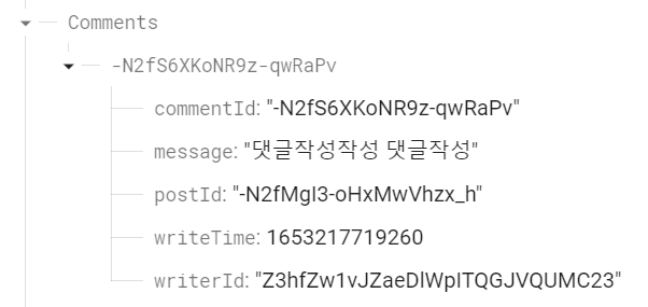 Comments
-N2fS6XKoNR9z-qwRaPv
commentId: "-N2fS6XKoNR9z-qwRaPv"
message: "댓글작성작성 댓글작성"
postId: "-N2fMgI3-oHxMwVhzx_h"
writeTime: 1653217719260
writerId: "Z3hfZw1vJZaeDlWpITQGJVQUMC23"